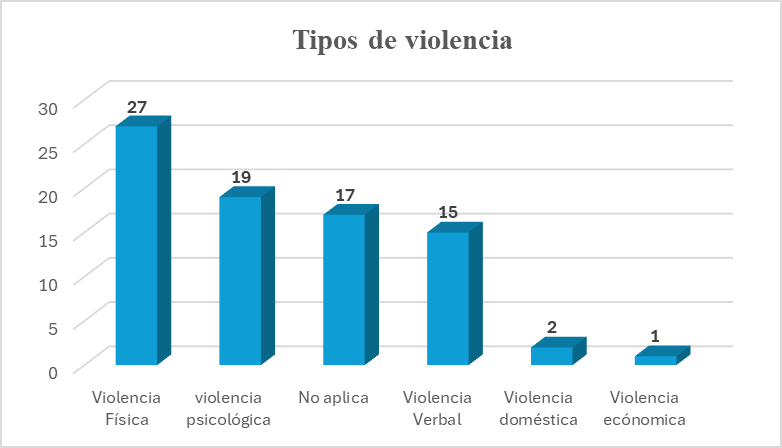 Tipos de violencia
30
25
20
15
10
5
0
27
19
17
15
2
1
Violencia
Física
violencia
psicológica
No aplica
Violencia
Verbal
Violencia
doméstica
Violencia
ecónomica